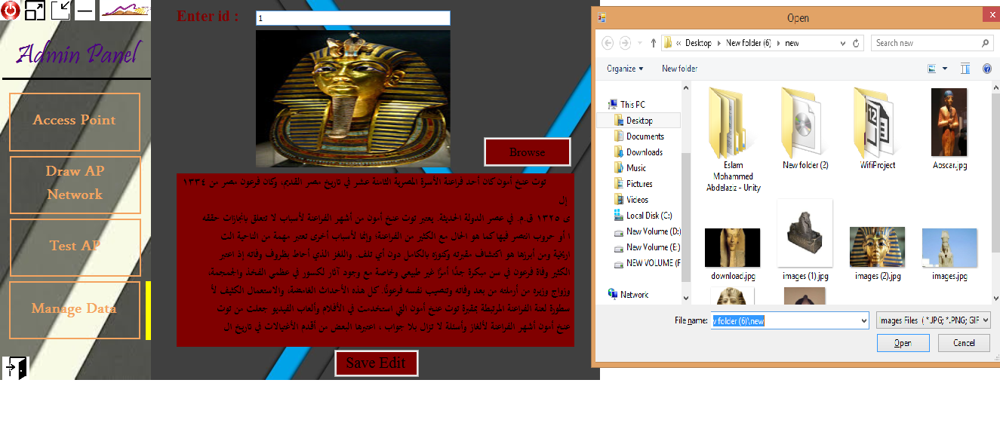 Admin Panel
Access Point
Draw AP
Network
Test AP
Manage Data
Enter id :
1
Browse
توت عنخ أمون كان أحد فراعنة الأسرة المصرية الثامنة عشر في تاريخ مصر القديم، وكان فرعون مصر من ١٣٣٤
إل
ى ١٣٢٥ ق.م. في عصر الدولة الحديثة. يعتبر توت عنخ أمون من أشهر الفراعنة لأسباب لا تتعلق بانجازات حققه
ا أو حروب انتصر فيها كما هو الحال مع الكثير من الفراعنة؛ وإنما لأسباب أخرى تعتبر مهمة من الناحية الت
اريخية ومن أبرزها هو اكتشاف مقبرته وكنوزه بالكامل دون أي تلف. واللغز الذي أحاط بظروف وفاته إذ اعتبر
الكثير وفاة فرعون في سن مبكرة جدًا أمرًا غير طبيعي وخاصة مع وجود آثار لكسور في عظمي الفخذ والجمجمة،
وزواج وزيره من أرملته من بعد وفاته وتنصيب نفسه فرعونًا. كل هذه الأحداث الغامضة، والاستعمال الكثيف لأ
سطورة لعنة الفراعنة المرتبطة بمقبرة توت عنخ أمون التي استخدمت في الأفلام وألعاب الفيديو جعلت من توت
عنخ أمون أشهر الفراعنة لألغاز وأسئلة لا تزال بلا جواب ، اعتبرها البعض من أقدم الاغتيالات في تاريخ ال
Save Edit
Open
« Desktop New folder (6) new
Search new
Organize
New folder
This PC
Desktop
Documents
Downloads
Music
Pictures
Videos
Local Disk (C:)
New Volume (D:)
New Volume (E:)
NEW VOLUME (F
Network
Eslam
Mohammed
Abdelaziz - Unity
New folder (2)
12
WifiProject
Aoscar.jpg
download.jpg
images (1).jpg
images (2).jpg
images.jpg
File name:
v folder (6)\new
Images Files ( *.JPG; *.PNG; GIF
Open
Cancel